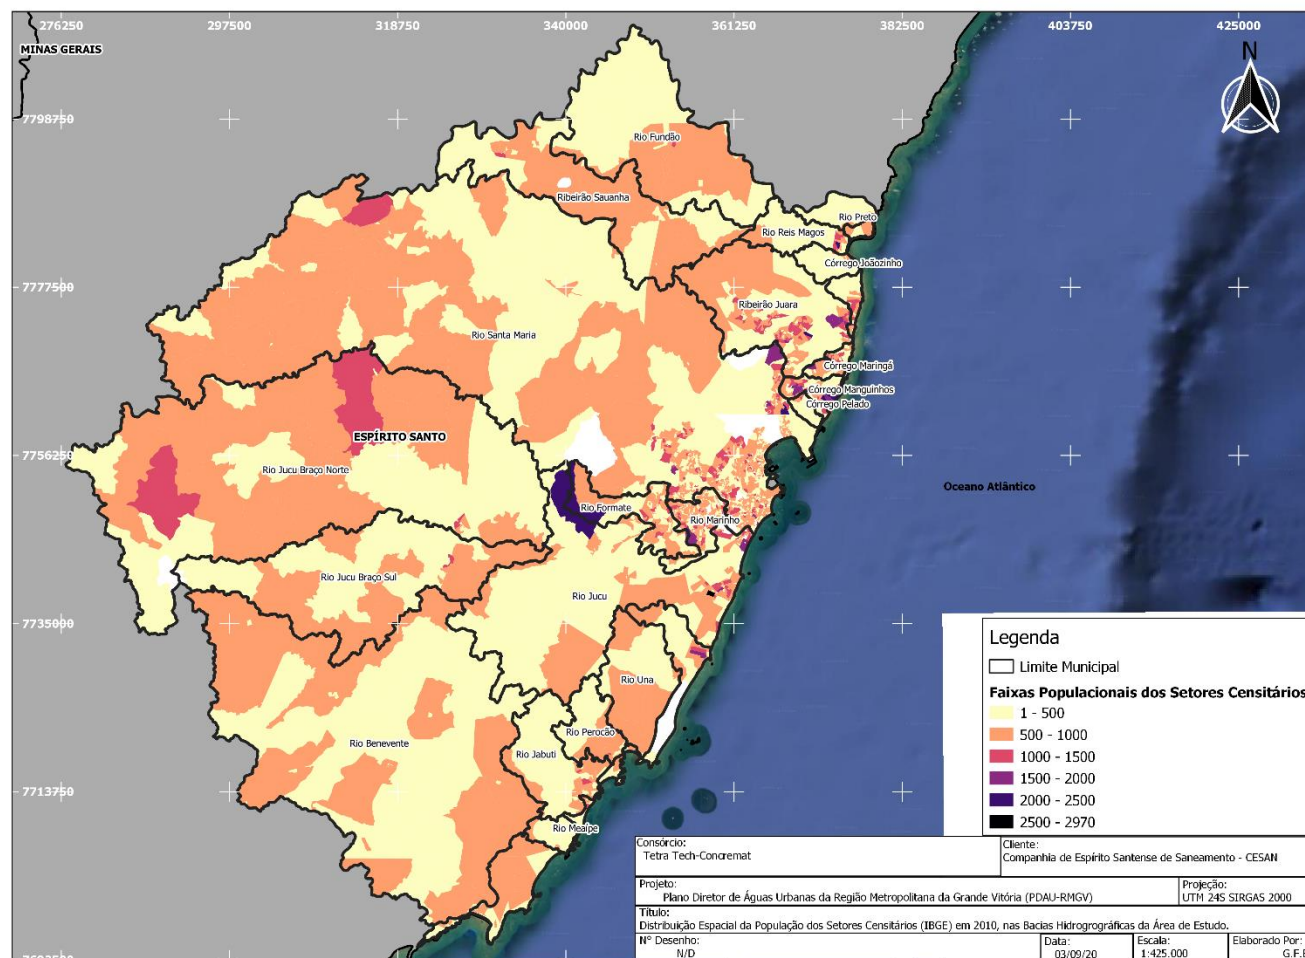 276250 297500 318750 340000 361250 382500 403750 425000
MINAS GERAIS
N
7798750
Rio Fundão
Ribeirão Sauanha
Rio Preto
Rio Reis Magos
Córrego Joãozinho
7777500
Ribeirão Juara
Rio Santa Maria
Córrego Maringá
Córrego Manguinhos
Córrego Pelado
ESPÍRITO SANTO
7756250
Rio Jucu Braço Norte
Oceano Atlântico
Rio Formate
Rio Marinho
Rio Jucu Braço Sul
Rio Jucu
7735000
Rio Una
Rio Perocão
Rio Benevente
Rio Jabuti
7713750
Rio Meaípe
Legenda
Limite Municipal
Faixas Populacionais dos Setores Censitários
1 - 500
500 - 1000
1000 - 1500
1500 - 2000
2000 - 2500
2500 - 2970
Consórcio:
Tetra Tech-Concremat
Cliente:
Companhia de Espírito Santense de Saneamento - CESAN
Projeto:
Plano Diretor de Águas Urbanas da Região Metropolitana da Grande Vitória (PDAU-RMGV)
Projeção:
UTM 24S SIRGAS 2000
Título:
Distribuição Espacial da População dos Setores Censitários (IBGE) em 2010, nas Bacias Hidrogrográficas da Área de Estudo.
Nº Desenho:
N/D
Data:
03/09/20
Escala:
1:425.000
Elaborado Por: